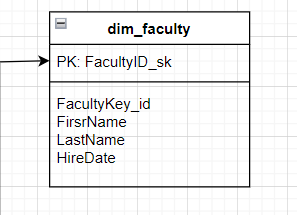 dim_faculty
PK: FacultyID_sk
FacultyKey_id
FirsrName
LastName
HireDate